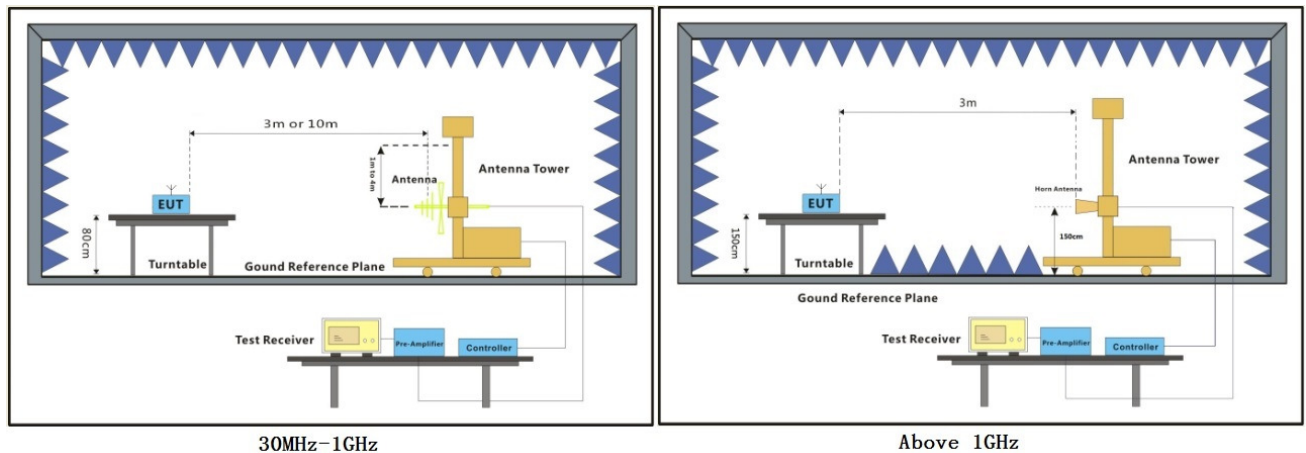 3m or 10m
1m to 4m
Antenna
Antenna Tower
EUT
80cm
Turntable
Gound Reference Plane
Test Receiver
Pre-Amplifier
Controller
30MHz-1GHz
3m
Antenna Tower
Horn Antenna
EUT
150cm
150cm
Turntable
Gound Reference Plane
Test Receiver
Pre-Amplifier
Controller
Above 1GHz